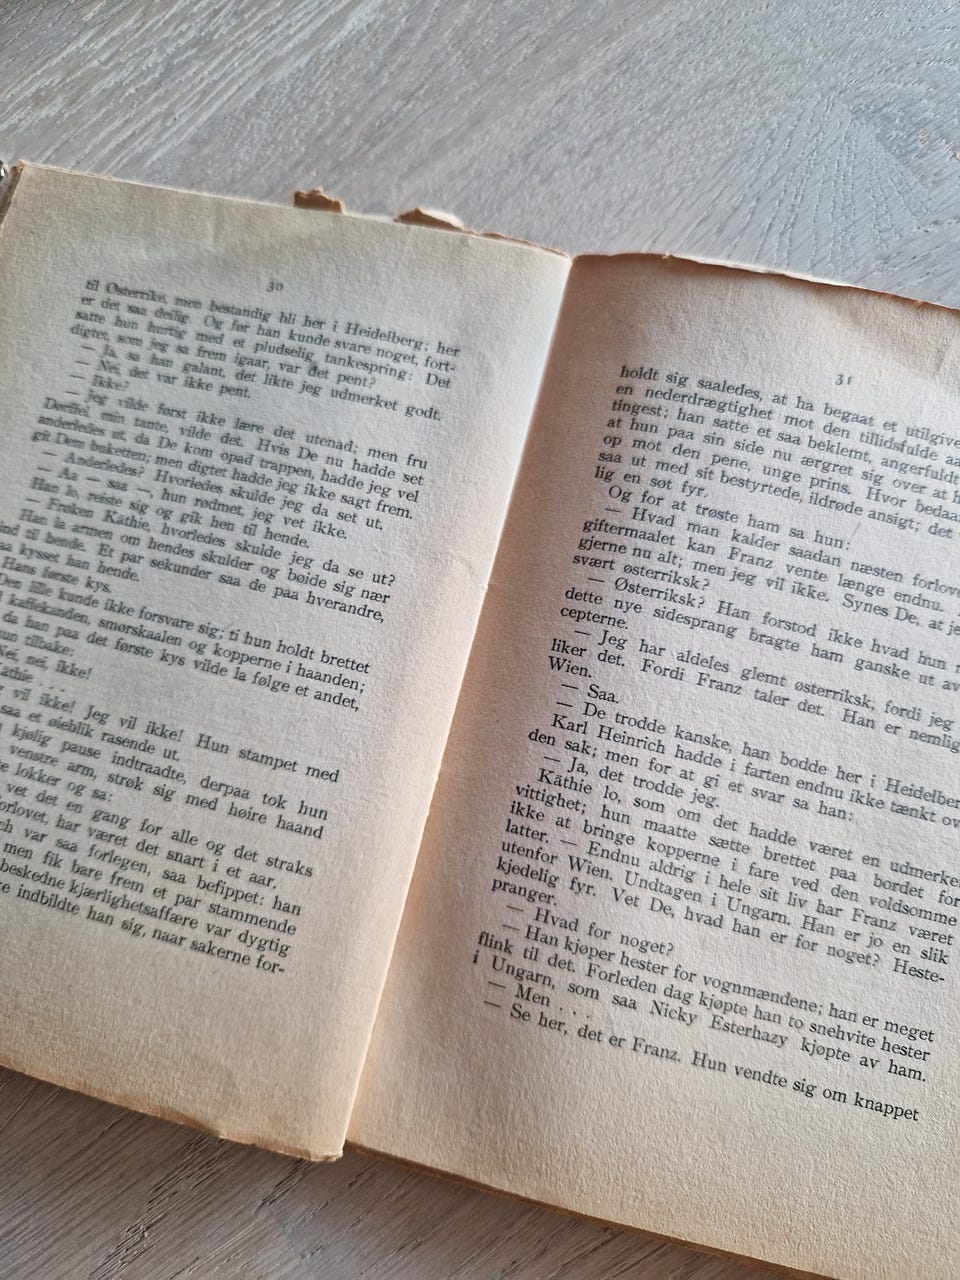 30
til Østerrike, men bestandig bli her i Heidelberg; her
er det saa deilig. Og før han kunde svare noget, fort-
satte hun hurtig med et pludselig tankespring: Det
digtet, som jeg sa frem igaar, var det pent?
— Ja, sa han galant, det likte jeg udmerket godt.
— Nei, det var ikke pent.
— Ikke?
— Jeg vilde først ikke lære det utenad; men fru
Dörffel, min tante, vilde det. Hvis De nu hadde set
anderledes ut, da De kom opad trappen, hadde jeg vel
git Dem buketten; men digtet hadde jeg ikke sagt frem.
— Anderledes? Hvorledes skulde jeg da set ut.
— Aa — saa —, hun rødmet, jeg vet ikke.
Han lo, reiste sig og gik hen til hende.
— Frøken Käthie, hvorledes skulde jeg da se ut?
Han la armen om hendes skulder og bøide sig nær
ind til hende. Et par sekunder saa de paa hverandre,
saa kysset han hende.
Hans første kys.
Den lille kunde ikke forsvare sig; ti hun holdt brettet
kaffekanden, smørskaalen og kopperne i haanden;
da han paa det første kys vilde la følge et andet,
hun tilbake:
Nei, nei, ikke!
Käthie . . .
vil ikke! Jeg vil ikke! Hun stampet med
saa et øieblik rasende ut.
kjølig pause indtraadte, derpaa tok hun
venstre arm, strøk sig med høire haand
lokker og sa:
vet det en gang for alle og det straks
forlovet, har været det snart i et aar.
var saa forlegen, saa befippet: han
men fik bare frem et par stammende
beskedne kjærlighetsaffære var dygtig
indbildte han sig, naar sakerne for-
31
holdt sig saaledes, at ha begaat et utilgive
en nederdrægtighet mot den tillidsfulde
tingest; han satte et saa beklemt, angerfuldt
at hun paa sin side nu ærgret sig over at h
op mot den pene, unge prins. Hvor bedaa
saa ut med sit bestyrtede, ildrøde ansigt; det
lig en søt fyr.
Og for at trøste ham sa hun:
— Hvad man kalder saadan næsten forlove
giftermaalet kan Franz vente længe endnu.
gjerne nu alt; men jeg vil ikke. Synes De, at je
svært østerriksk?
— Østerriksk? Han forstod ikke hvad hun
dette nye sidesprang bragte ham ganske ut av
cepterne.
— Jeg har aldeles glemt østerriksk, fordi jeg
liker det. Fordi Franz taler det. Han er nemlig
Wien.
— Saa.
— De trodde kanske, han bodde her i Heidelber
Karl Heinrich hadde i farten endnu ikke tænkt ov
den sak; men for at gi et svar sa han:
— Ja, det trodde jeg.
Käthie lo, som om det hadde været en udmerke
vittighet; hun maatte sætte brettet paa bordet for
ikke at bringe kopperne i fare ved den voldsomme
latter. — Endnu aldrig i hele sit liv har Franz været
utenfor Wien. Undtagen i Ungarn. Han er jo en slik
kjedelig fyr. Vet De, hvad han er for noget? Heste-
pranger.
— Hvad for noget?
— Han kjøper hester for vognmændene; han er meget
flink til det. Forleden dag kjøpte han to snehvite hester
i Ungarn, som saa Nicky Esterhazy kjøpte av ham.
— Men . . .
— Se her, det er Franz. Hun vendte sig om knappet